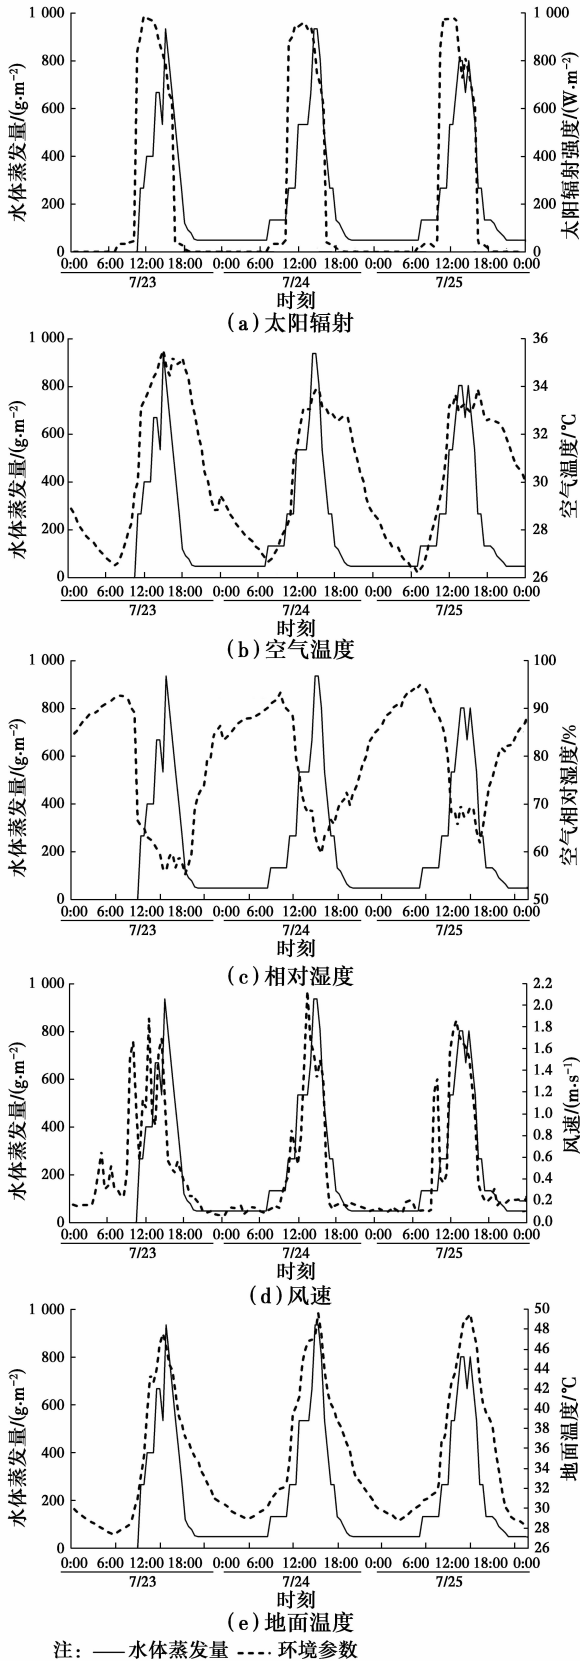 水体蒸发量/(g·m⁻²)
1 000
800
600
400
200
0
太阳辐射强度/(W·m⁻²)
1 000
800
600
400
200
0
0:00 6:00 12:00 18:00 0:00 6:00 12:00 18:00 0:00 6:00 12:00 18:00 0:00
7/23 7/24 7/25
时刻
(a)太阳辐射
水体蒸发量/(g·m⁻²)
1 000
800
600
400
200
0
空气温度/℃
36
34
32
30
28
26
0:00 6:00 12:00 18:00 0:00 6:00 12:00 18:00 0:00 6:00 12:00 18:00 0:00
7/23 7/24 7/25
时刻
(b)空气温度
水体蒸发量/(g·m⁻²)
1 000
800
600
400
200
0
空气相对湿度/%
100
90
80
70
60
50
0:00 6:00 12:00 18:00 0:00 6:00 12:00 18:00 0:00 6:00 12:00 18:00 0:00
7/23 7/24 7/25
时刻
(c)相对湿度
水体蒸发量/(g·m⁻²)
1 000
800
600
400
200
0
风速/(m·s⁻¹)
2.2
2.0
1.8
1.6
1.4
1.2
1.0
0.8
0.6
0.4
0.2
0.0
0:00 6:00 12:00 18:00 0:00 6:00 12:00 18:00 0:00 6:00 12:00 18:00 0:00
7/23 7/24 7/25
时刻
(d)风速
水体蒸发量/(g·m⁻²)
1 000
800
600
400
200
0
地面温度/℃
50
48
46
44
42
40
38
36
34
32
30
28
26
0:00 6:00 12:00 18:00 0:00 6:00 12:00 18:00 0:00 6:00 12:00 18:00 0:00
7/23 7/24 7/25
时刻
(e)地面温度
注: 水体蒸发量 环境参数